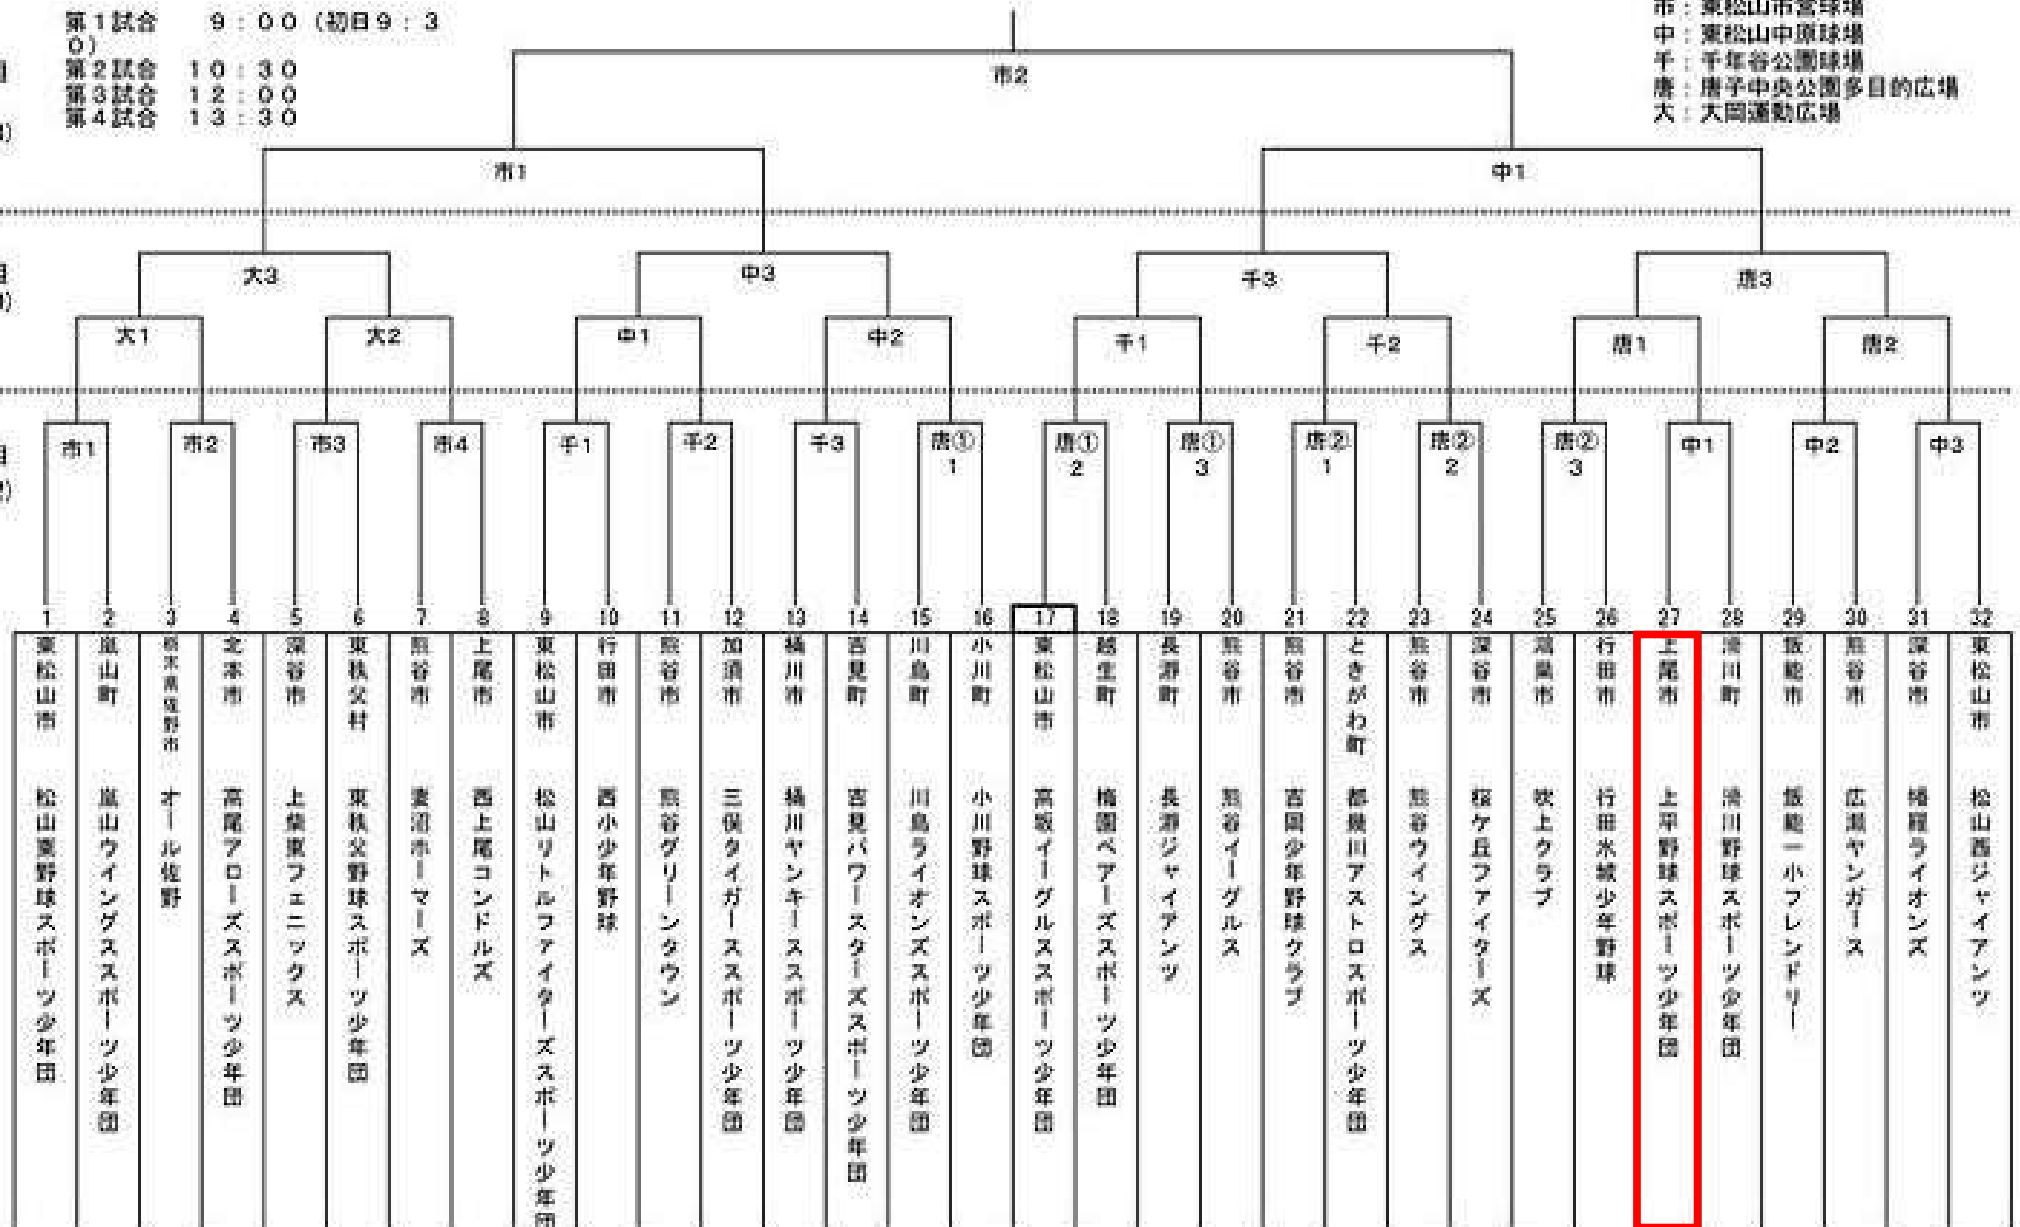 第1試合 9:00(初日9:3
0)
第2試合 10:30
第3試合 12:00
第4試合 13:30
市:東松山市営球場
中:東松山中原球場
千:千年谷公園球場
唐:唐子中央公園多目的広場
大:大岡運動広場
市2
市1
中1
大3
中3
千3
唐3
大1
大2
中1
中2
千1
千2
唐1
唐2
市1
市2
市3
市4
千1
千2
千3
唐①
1
唐①
2
唐①
3
唐②
1
唐②
2
唐②
3
中1
中2
中3
1 東松山市 松山東野球スポーツ少年団
2 嵐山町 嵐山ウイングススポーツ少年団
3 栃木県佐野市 オール佐野
4 北本市 高尾アローズスポーツ少年団
5 深谷市 上柴東フェニックス
6 東秩父村 東秩父野球スポーツ少年団
7 熊谷市 妻沼ホーマーズ
8 上尾市 西上尾コンドルズ
9 東松山市 松山リトルファイターズスポーツ少年団
10 行田市 西小少年野球
11 熊谷市 熊谷グリーンタウン
12 加須市 三俣タイガーススポーツ少年団
13 桶川市 桶川ヤンキーススポーツ少年団
14 吉見町 吉見パワースターズスポーツ少年団
15 川島町 川島ライオンズスポーツ少年団
16 小川町 小川野球スポーツ少年団
17 東松山市 高坂イーグルススポーツ少年団
18 越生町 梅園ベアーズスポーツ少年団
19 長瀞町 長瀞ジャイアンツ
20 熊谷市 熊谷イーグルス
21 熊谷市 吉岡少年野球クラブ
22 ときがわ町 都幾川アストロスポーツ少年団
23 熊谷市 熊谷ウイングス
24 深谷市 桜ケ丘ファイターズ
25 鴻巣市 吹上クラブ
26 行田市 行田水城少年野球
27 上尾市 上平野球スポーツ少年団
28 滑川町 滑川野球スポーツ少年団
29 飯能市 飯能一小フレンドリー
30 熊谷市 広瀬ヤンガース
31 深谷市 幡羅ライオンズ
32 東松山市 松山西ジャイアンツ